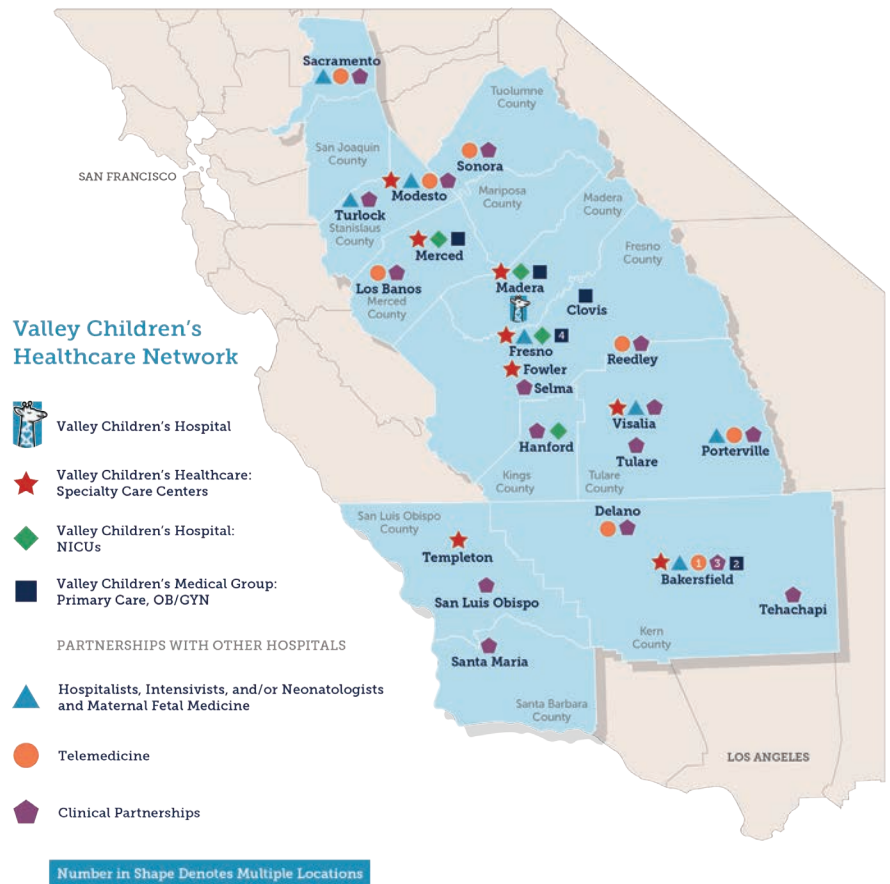 Sacramento
Tuolumne
County
San Joaquin
County
Sonora
SAN FRANCISCO
Modesto
Mariposa
County
Madera
County
Turlock
Stanislaus
County
Fresno
County
Merced
Los Banos
Merced
County
Madera
Clovis
4
Fresno
Reedley
Fowler
Selma
Visalia
Hanford
Tulare
Porterville
Kings
County
Tulare
County
Valley Children's
Healthcare Network
Valley Children's Hospital
Valley Children's Healthcare:
Specialty Care Centers
Valley Children's Hospital:
NICUs
Valley Children's Medical Group:
Primary Care, OB/GYN
PARTNERSHIPS WITH OTHER HOSPITALS
Hospitalists, Intensivists, and/or Neonatologists
and Maternal Fetal Medicine
Telemedicine
Clinical Partnerships
Number in Shape Denotes Multiple Locations
San Luis Obispo
County
Delano
Templeton
1 3 2
Bakersfield
San Luis Obispo
Tehachapi
Kern
County
Santa Maria
Santa Barbara
County
LOS ANGELES